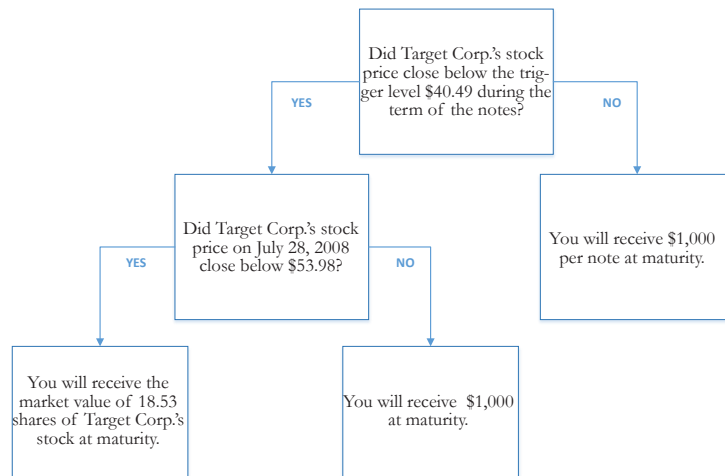 Did Target Corp.'s stock
price close below the trig-
ger level $40.49 during the
term of the notes?
YES
NO
Did Target Corp.'s stock
price on July 28, 2008
close below $53.98?
You will receive $1,000
per note at maturity.
YES
NO
You will receive the
market value of 18.53
shares of Target Corp.'s
stock at maturity.
You will receive $1,000
at maturity.